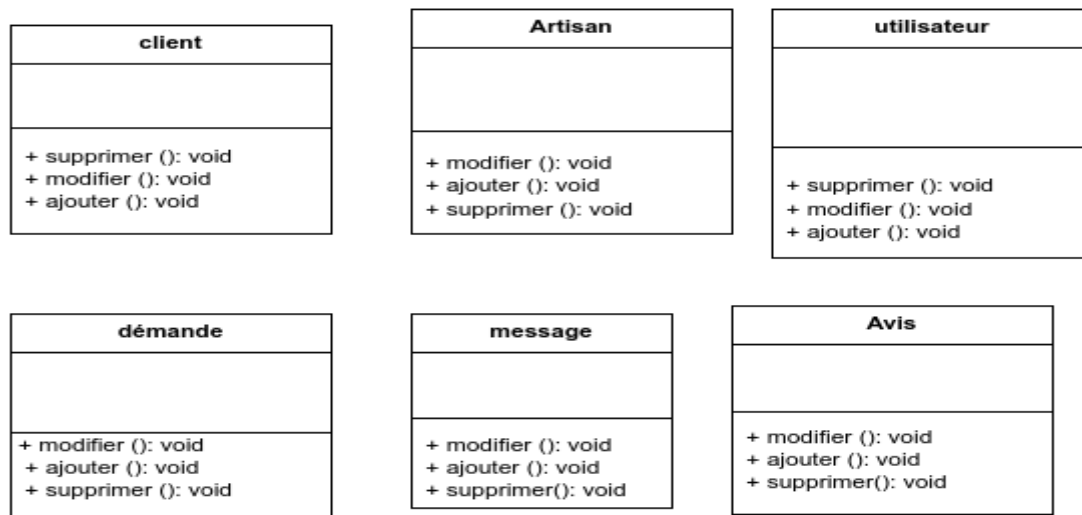 client
+ supprimer (): void
+ modifier (): void
+ ajouter (): void
Artisan
+ modifier (): void
+ ajouter (): void
+ supprimer (): void
utilisateur
+ supprimer (): void
+ modifier (): void
+ ajouter (): void
démande
+ modifier (): void
+ ajouter (): void
+ supprimer (): void
message
+ modifier (): void
+ ajouter (): void
+ supprimer(): void
Avis
+ modifier (): void
+ ajouter (): void
+ supprimer(): void